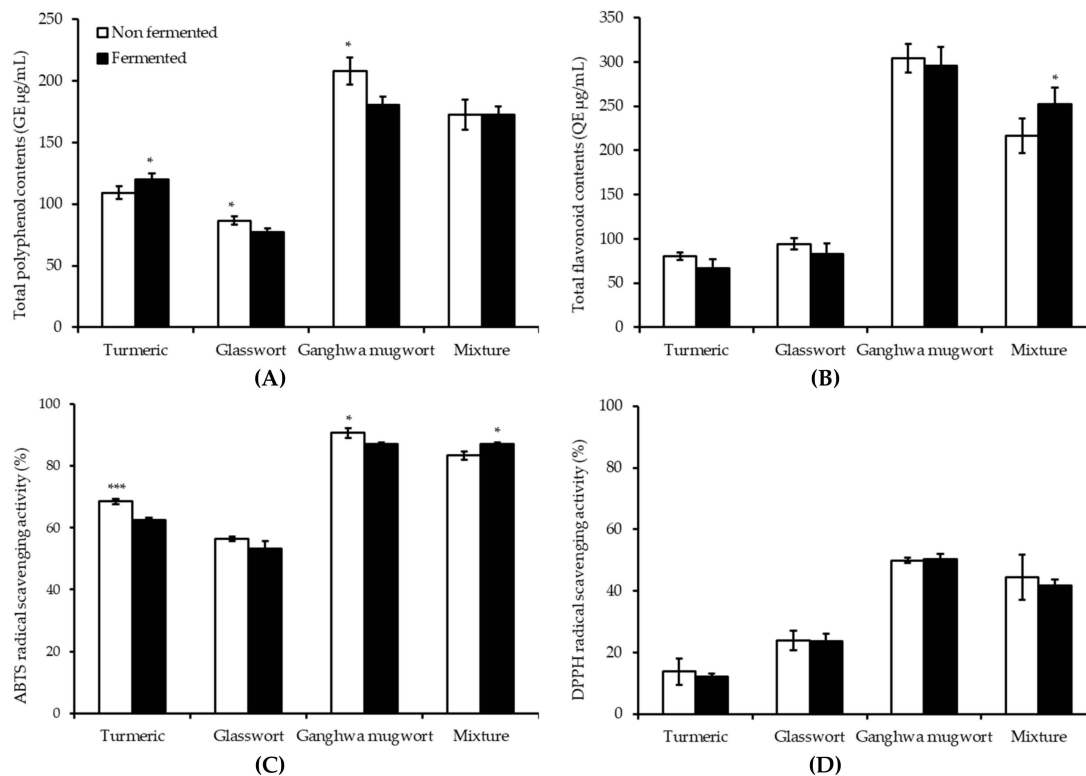 Non fermented
Fermented
Total polyphenol contents (GE µg/mL)
250
200
150
100
50
0
*
*
*
Turmeric Glasswort Ganghwa mugwort Mixture
(A)
Total flavonoid contents (QE µg/mL)
350
300
250
200
150
100
50
0
*
Turmeric Glasswort Ganghwa mugwort Mixture
(B)
ABTS radical scavenging activity (%)
100
80
60
40
20
0
***
*
*
Turmeric Glasswort Ganghwa mugwort Mixture
(C)
DPPH radical scavenging activity (%)
100
80
60
40
20
0
Turmeric Glasswort Ganghwa mugwort Mixture
(D)